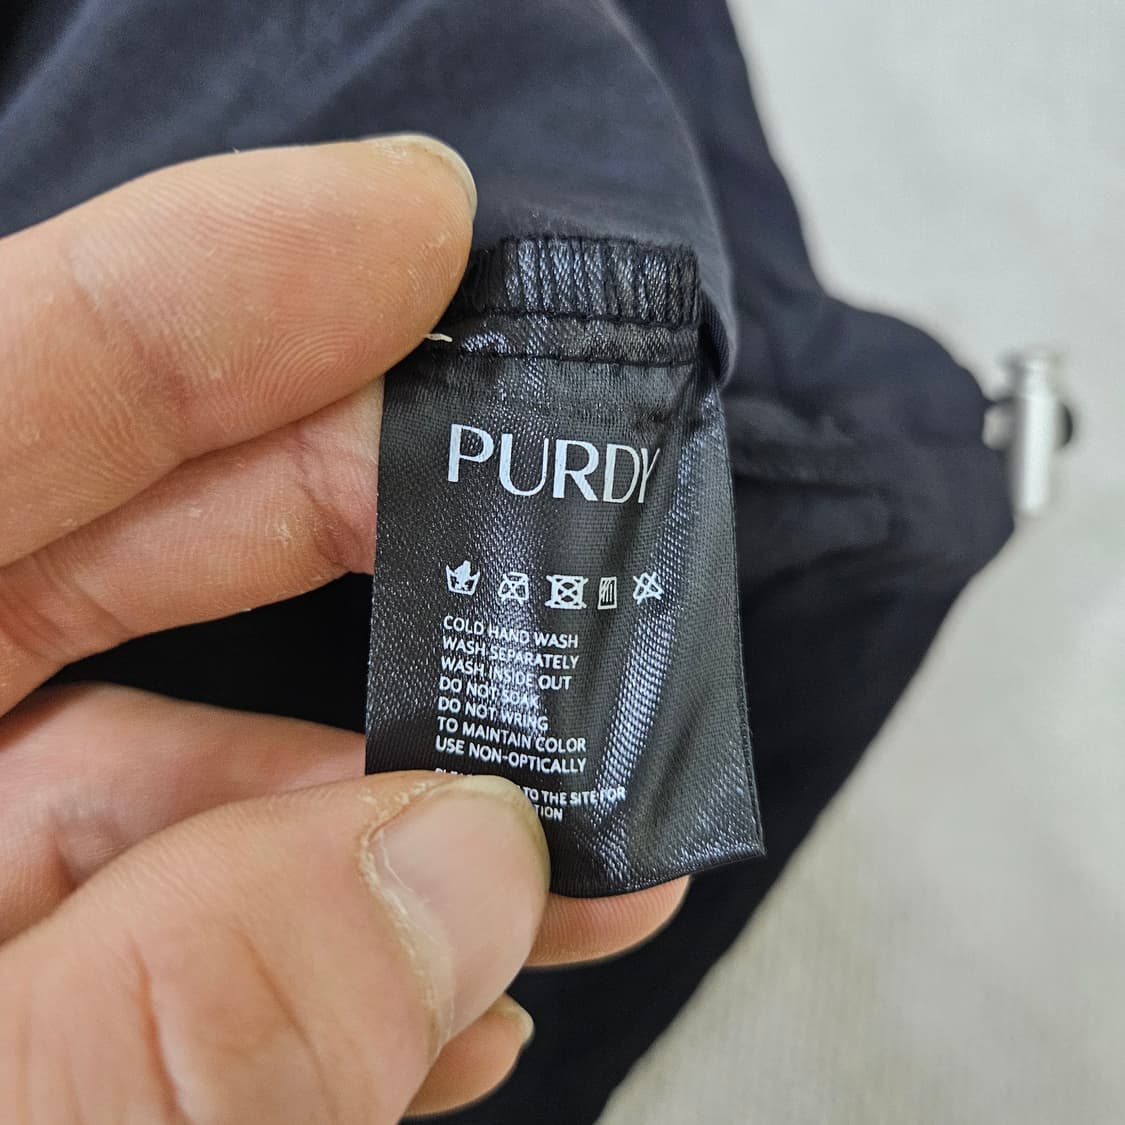 PURDY
COLD HAND WASH
WASH SEPARATELY
WASH INSIDE OUT
DO NOT SOAK
DO NOT WRING
TO MAINTAIN COLOR
USE NON-OPTICALLY
TO THE SITE FOR